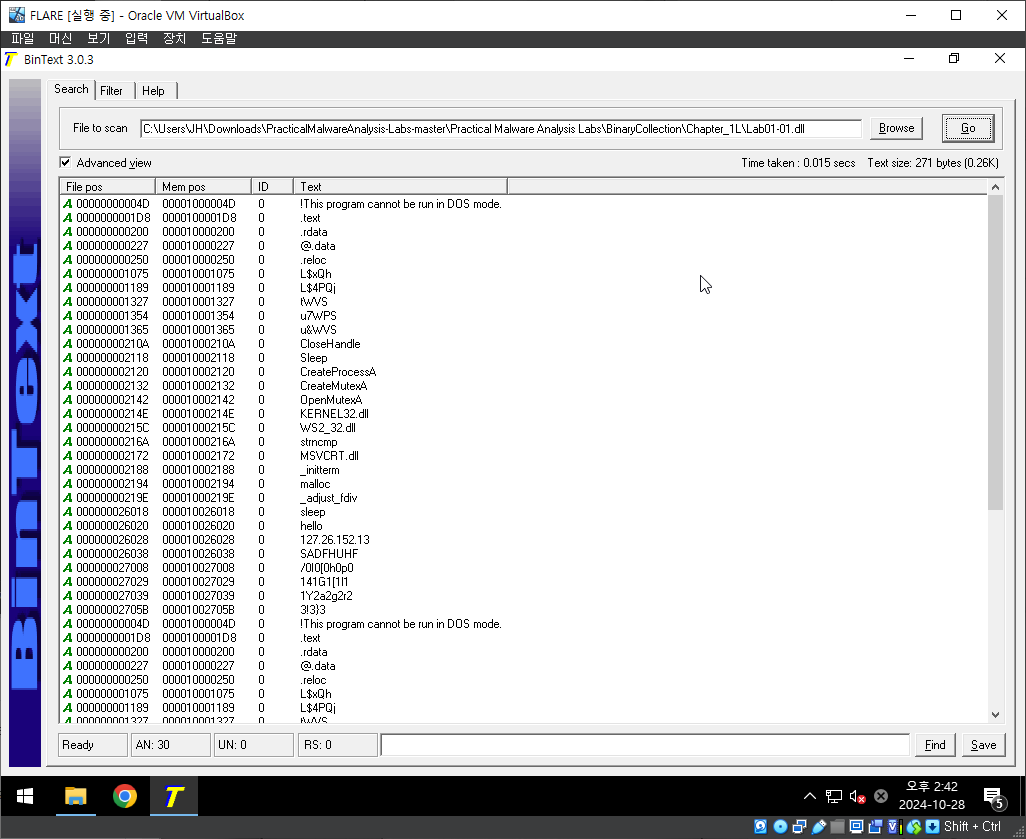 FLARE [실행 중] - Oracle VM VirtualBox
파일 머신 보기 입력 장치 도움말
BinText 3.0.3
Search Filter Help
File to scan C:\Users\JH\Downloads\PracticalMalwareAnalysis-Labs-master\Practical Malware Analysis Labs\BinaryCollection\Chapter_1L\Lab01-01.dll Browse Go
Advanced view Time taken : 0.015 secs Text size: 271 bytes (0.26K)
File pos Mem pos ID Text
A 00000000004D 00001000004D 0 !This program cannot be run in DOS mode.
A 0000000001D8 0000100001D8 0 .text
A 000000000200 000010000200 0 .rdata
A 000000000227 000010000227 0 @.data
A 000000000250 000010000250 0 .reloc
A 000000001075 000010001075 0 L$xQh
A 000000001189 000010001189 0 L$4PQj
A 000000001327 000010001327 0 tWVS
A 000000001354 000010001354 0 u7WPS
A 000000001365 000010001365 0 u&WVS
A 00000000210A 00001000210A 0 CloseHandle
A 000000002118 000010002118 0 Sleep
A 000000002120 000010002120 0 CreateProcessA
A 000000002132 000010002132 0 CreateMutexA
A 000000002142 000010002142 0 OpenMutexA
A 00000000214E 00001000214E 0 KERNEL32.dll
A 00000000215C 00001000215C 0 WS2_32.dll
A 00000000216A 00001000216A 0 strncmp
A 000000002172 000010002172 0 MSVCRT.dll
A 000000002188 000010002188 0 _initterm
A 000000002194 000010002194 0 malloc
A 00000000219E 00001000219E 0 _adjust_fdiv
A 000000026018 000010026018 0 sleep
A 000000026020 000010026020 0 hello
A 000000026028 000010026028 0 127.26.152.13
A 000000026038 000010026038 0 SADFHUHF
A 000000027008 000010027008 0 /0I0[0h0p0
A 000000027029 000010027029 0 141G1[1l1
A 000000027039 000010027039 0 1Y2a2g2r2
A 00000002705B 00001002705B 0 3!3}3
A 00000000004D 00001000004D 0 !This program cannot be run in DOS mode.
A 0000000001D8 0000100001D8 0 .text
A 000000000200 000010000200 0 .rdata
A 000000000227 000010000227 0 @.data
A 000000000250 000010000250 0 .reloc
A 000000001075 000010001075 0 L$xQh
A 000000001189 000010001189 0 L$4PQj
A 000000001327 000010001327 0 tWVS
BinText
Ready AN: 30 UN: 0 RS: 0 Find Save
오후 2:42
2024-10-28
5
Shift + Ctrl